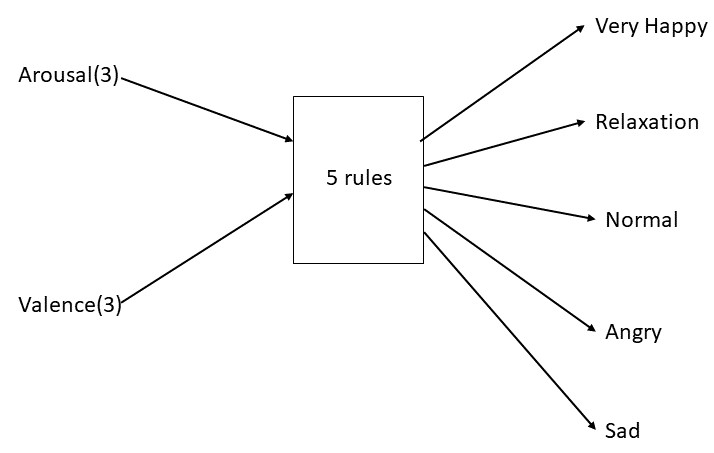 Arousal(3)
Valence(3)
5 rules
Very Happy
Relaxation
Normal
Angry
Sad